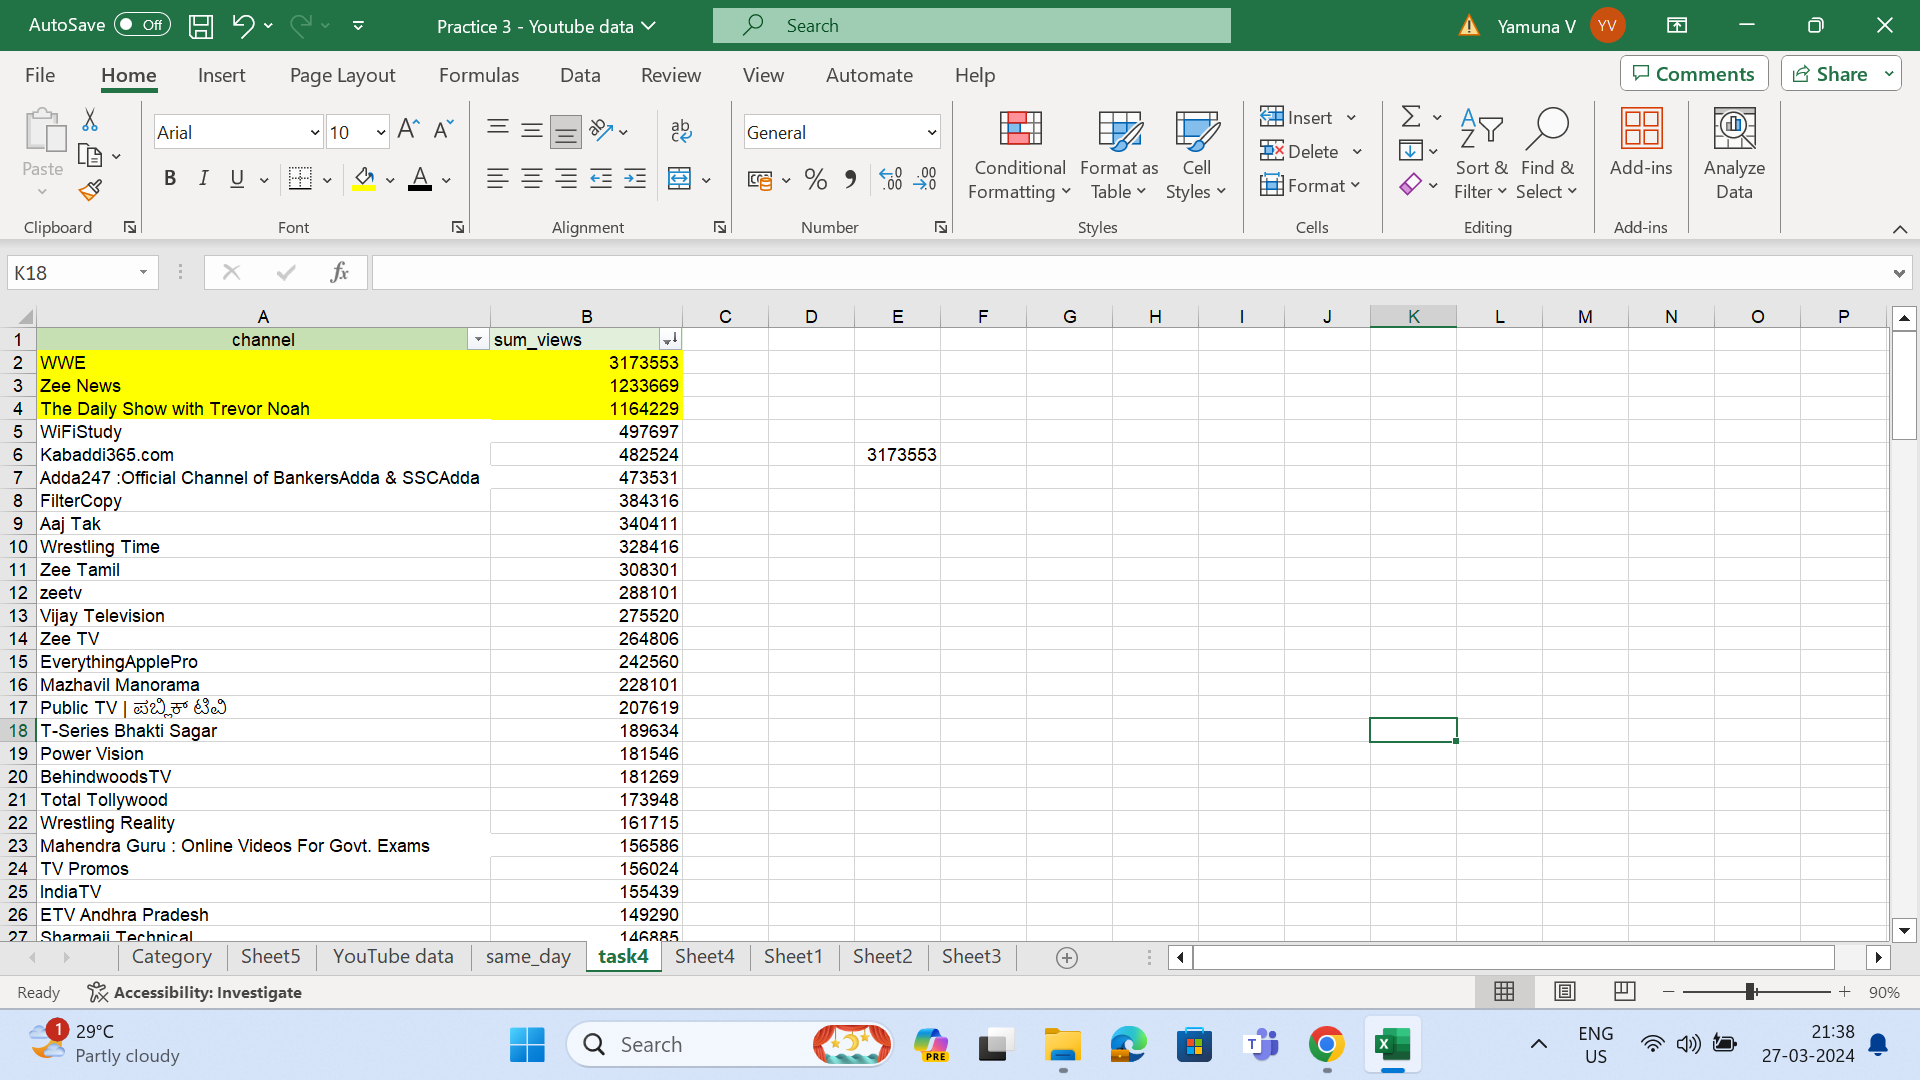 AutoSave Off Practice 3 - Youtube data Search Yamuna V YV
File Home Insert Page Layout Formulas Data Review View Automate Help Comments Share
Paste Arial 10 General Conditional Formatting Format as Table Cell Styles Insert Delete Format Sort & Filter Find & Select Add-ins Analyze Data
B I U ab c % .00 .00
Clipboard Font Alignment Number Styles Cells Editing Add-ins
K18 fx
A B C D E F G H I J K L M N O P
1 channel sum_views
2 WWE 3173553
3 Zee News 1233669
4 The Daily Show with Trevor Noah 1164229
5 WiFiStudy 497697
6 Kabaddi365.com 482524 3173553
7 Adda247 :Official Channel of BankersAdda & SSCAdda 473531
8 FilterCopy 384316
9 Aaj Tak 340411
10 Wrestling Time 328416
11 Zee Tamil 308301
12 zeetv 288101
13 Vijay Television 275520
14 Zee TV 264806
15 EverythingApplePro 242560
16 Mazhavil Manorama 228101
17 Public TV | ಪಬ್ಲಿಕ್ ಟಿವಿ 207619
18 T-Series Bhakti Sagar 189634
19 Power Vision 181546
20 BehindwoodsTV 181269
21 Total Tollywood 173948
22 Wrestling Reality 161715
23 Mahendra Guru : Online Videos For Govt. Exams 156586
24 TV Promos 156024
25 IndiaTV 155439
26 ETV Andhra Pradesh 149290
27 Sharmaji Technical 146885
Category Sheet5 YouTube data same_day task4 Sheet4 Sheet1 Sheet2 Sheet3
Ready Accessibility: Investigate 90%
1 29°C Search PRE ENG 21:38
Partly cloudy US 27-03-2024